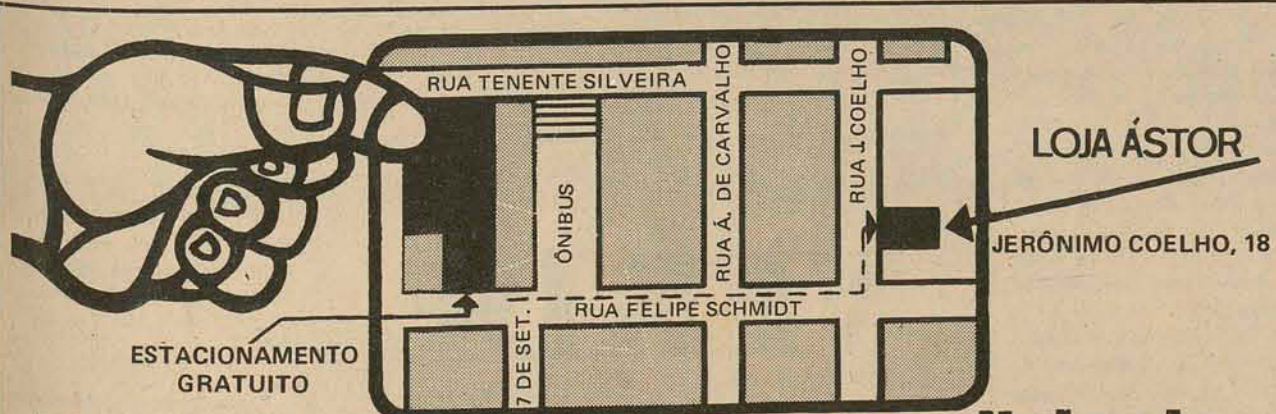 RUA TENENTE SILVEIRA
ÔNIBUS
RUA Á. DE CARVALHO
RUA J COELHO
LOJA ÁSTOR
JERÔNIMO COELHO, 18
RUA FELIPE SCHMIDT
7 DE SET.
ESTACIONAMENTO
GRATUITO